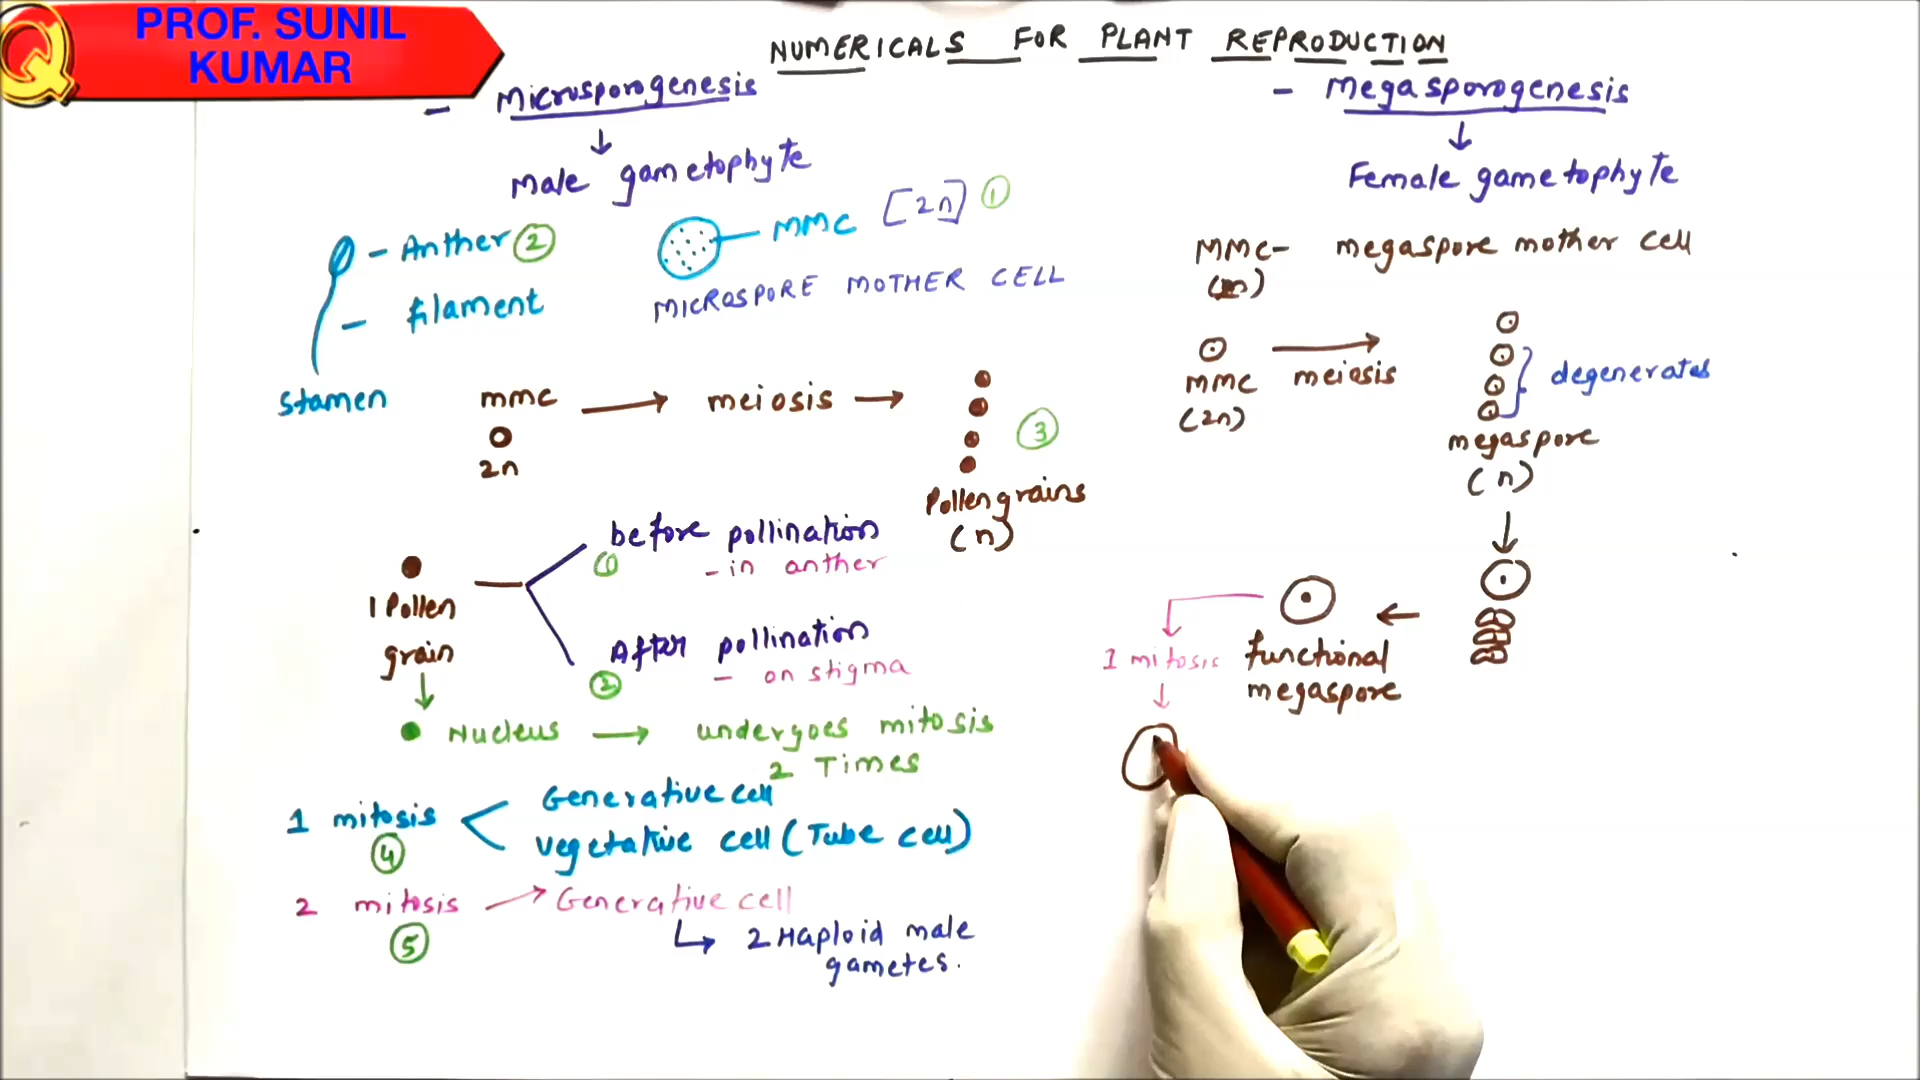 PROF. SUNIL
KUMAR
NUMERICALS FOR PLANT REPRODUCTION
- Microsporogenesis
↓
Male gametophyte
- Anther ②
- filament
Stamen
MMC [2n] ①
MICROSPORE MOTHER CELL
mmc → meiosis →
2n
③
Pollengrains
(n)
1 Pollen
grain
before pollination
①
- in anther
After pollination
②
- on stigma
↓
Nucleus → undergoes mitosis
2 Times
1 mitosis
④
Generative cell
vegetative cell (Tube cell)
2 mitosis → Generative cell
⑤
↳ 2 Haploid male
gametes.
- Megasporogenesis
↓
Female gametophyte
MMC- megaspore mother cell
MMC
(2n)
→
meiosis
degenerates
megaspore
(n)
↓
←
functional
megaspore
↓
1 mitosis
↓